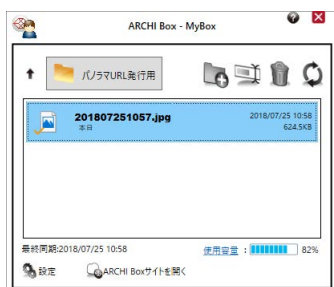 ARCHI Box - MyBox
パノラマURL発行用
201807251057.jpg
本日
2018/07/25 10:58
624.5KB
最終同期:2018/07/25 10:58
使用容量 : 82%
設定
ARCHI Boxサイトを開く